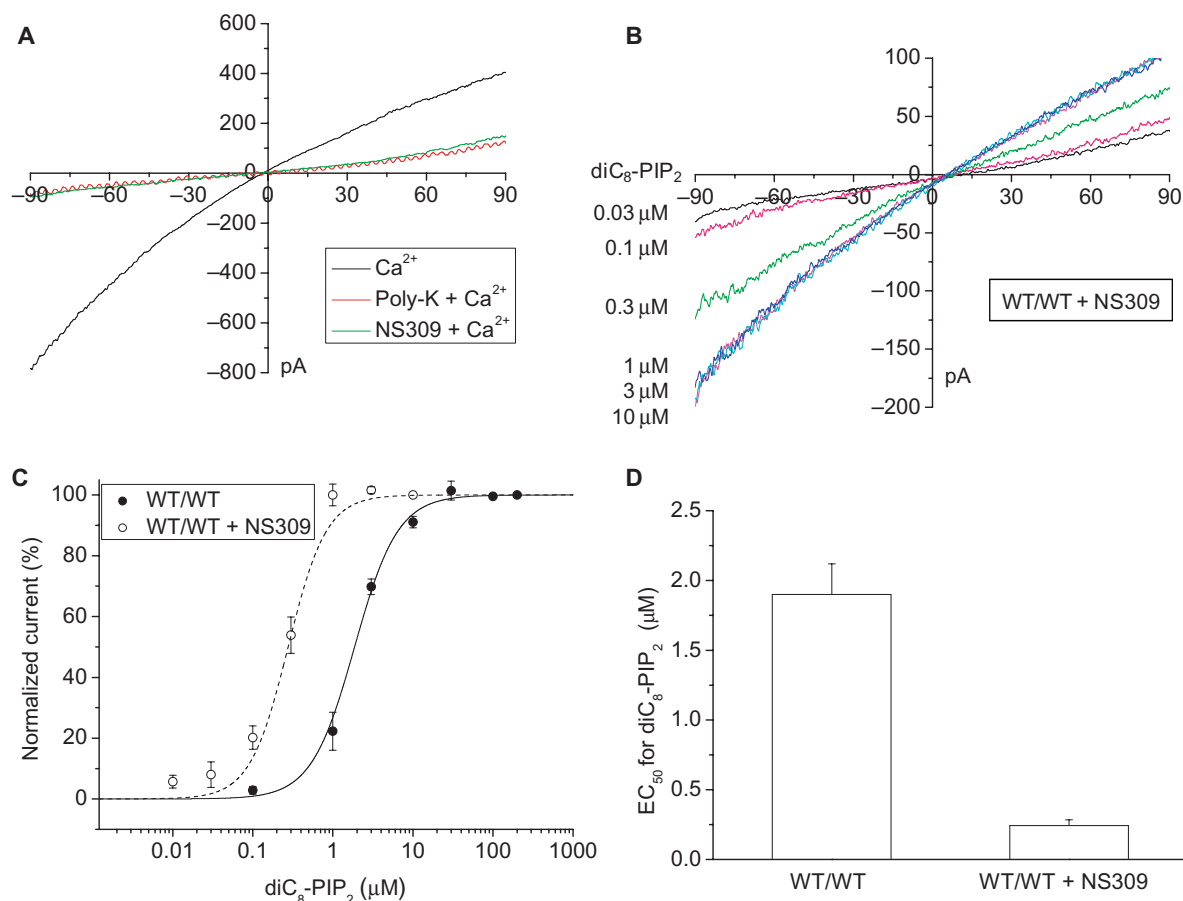 A
600
400
200
0
−200
−400
−600
−800
−90
−60
−30
0
30
60
90
pA
Ca²⁺
Poly-K + Ca²⁺
NS309 + Ca²⁺
B
100
50
0
−50
−100
−150
−200
−90
−60
−30
0
30
60
90
pA
diC₈-PIP₂
0.03 μM
0.1 μM
0.3 μM
1 μM
3 μM
10 μM
WT/WT + NS309
C
WT/WT
WT/WT + NS309
Normalized current (%)
100
80
60
40
20
0
0.01
0.1
1
10
100
1000
diC₈-PIP₂ (μM)
D
EC₅₀ for diC₈-PIP₂ (μM)
2.5
2.0
1.5
1.0
0.5
0.0
WT/WT
WT/WT + NS309